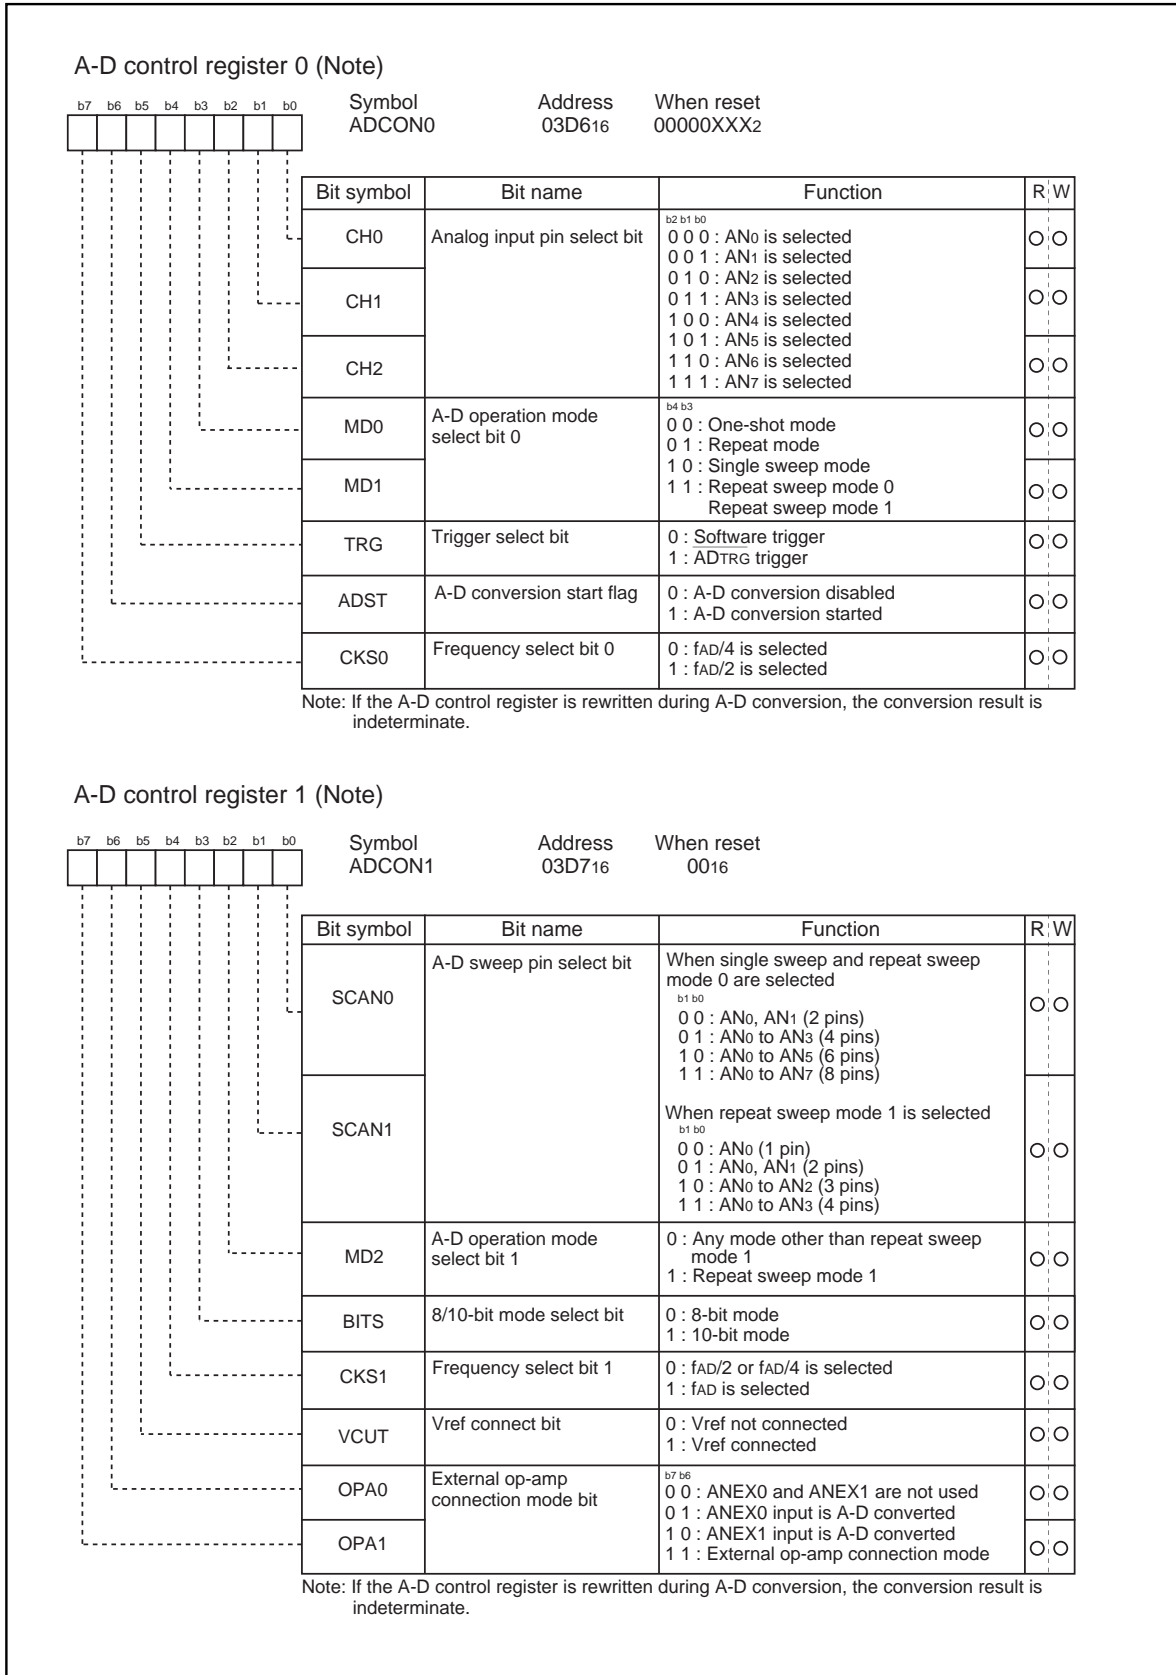 A-D control register 0 (Note)
b7 b6 b5 b4 b3 b2 b1 b0
Symbol Address When reset
ADCON0 03D616 00000XXX2
Bit symbol Bit name Function R W
CH0 Analog input pin select bit
b2 b1 b0
0 0 0 : AN0 is selected
0 0 1 : AN1 is selected
0 1 0 : AN2 is selected
CH1
0 1 1 : AN3 is selected
1 0 0 : AN4 is selected
1 0 1 : AN5 is selected
CH2
1 1 0 : AN6 is selected
1 1 1 : AN7 is selected
MD0
A-D operation mode
select bit 0
b4 b3
0 0 : One-shot mode
0 1 : Repeat mode
MD1
1 0 : Single sweep mode
1 1 : Repeat sweep mode 0
Repeat sweep mode 1
TRG Trigger select bit
0 : Software trigger
1 : ADTRG trigger
ADST A-D conversion start flag
0 : A-D conversion disabled
1 : A-D conversion started
CKS0 Frequency select bit 0
0 : fAD/4 is selected
1 : fAD/2 is selected
Note: If the A-D control register is rewritten during A-D conversion, the conversion result is
indeterminate.
A-D control register 1 (Note)
b7 b6 b5 b4 b3 b2 b1 b0
Symbol Address When reset
ADCON1 03D716 0016
Bit symbol Bit name Function R W
SCAN0 A-D sweep pin select bit
When single sweep and repeat sweep
mode 0 are selected
b1 b0
0 0 : AN0, AN1 (2 pins)
0 1 : AN0 to AN3 (4 pins)
1 0 : AN0 to AN5 (6 pins)
1 1 : AN0 to AN7 (8 pins)
SCAN1
When repeat sweep mode 1 is selected
b1 b0
0 0 : AN0 (1 pin)
0 1 : AN0, AN1 (2 pins)
1 0 : AN0 to AN2 (3 pins)
1 1 : AN0 to AN3 (4 pins)
MD2
A-D operation mode
select bit 1
0 : Any mode other than repeat sweep
mode 1
1 : Repeat sweep mode 1
BITS 8/10-bit mode select bit
0 : 8-bit mode
1 : 10-bit mode
CKS1 Frequency select bit 1
0 : fAD/2 or fAD/4 is selected
1 : fAD is selected
VCUT Vref connect bit
0 : Vref not connected
1 : Vref connected
OPA0
External op-amp
connection mode bit
b7 b6
0 0 : ANEX0 and ANEX1 are not used
0 1 : ANEX0 input is A-D converted
OPA1
1 0 : ANEX1 input is A-D converted
1 1 : External op-amp connection mode
Note: If the A-D control register is rewritten during A-D conversion, the conversion result is
indeterminate.